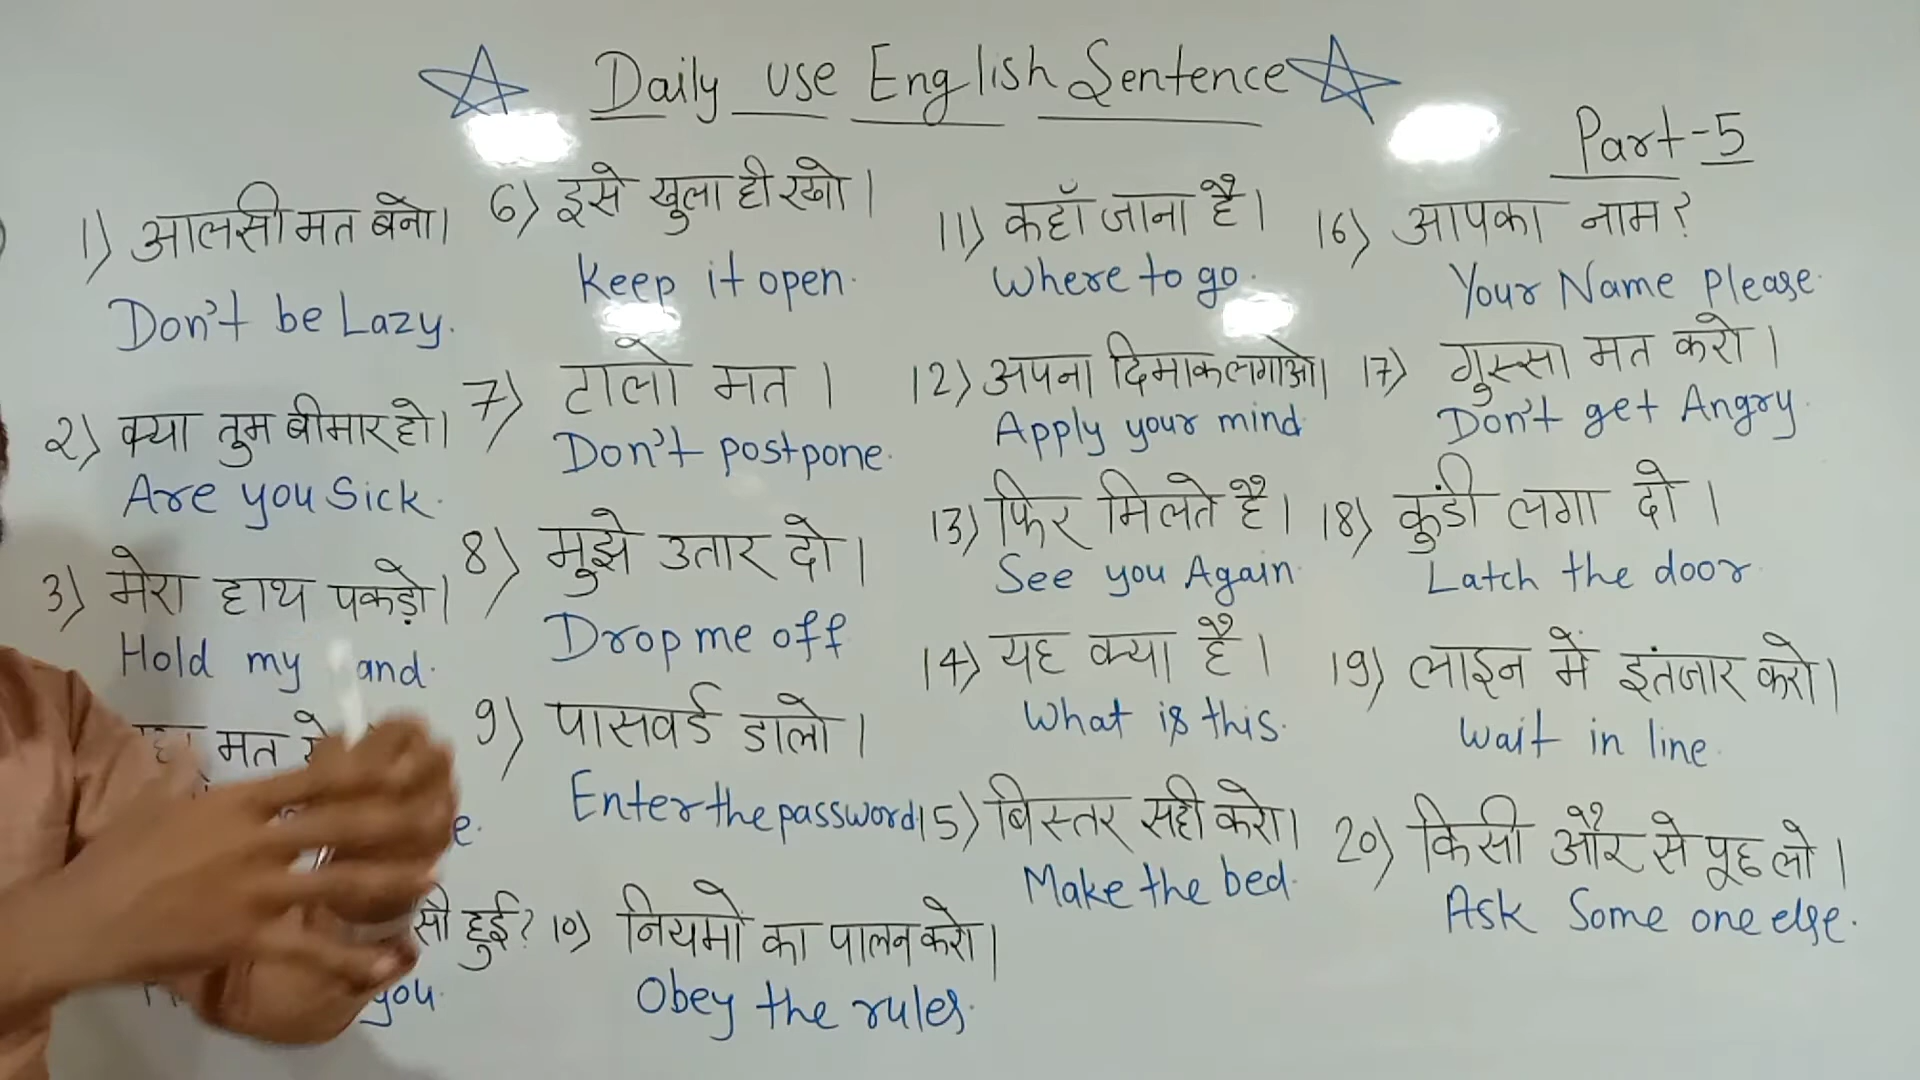 Daily use English Sentence
Part-5
1) आलसी मत बनो।
Don't be Lazy.
2) क्या तुम बीमार हो।
Are you Sick.
3) मेरा हाथ पकड़ो।
Hold my and.
मत
e.
सी हुई?
you.
6) इसे खुला ही रखो।
Keep it open.
7) टालो मत।
Don't postpone.
8) मुझे उतार दो।
Drop me off
9) पासवर्ड डालो।
Enter the password
10) नियमों का पालन करो।
Obey the rules.
11) कहाँ जाना है।
Where to go.
12) अपना दिमाक लगाओ।
Apply your mind
13) फिर मिलते है।
See you Again
14) यह क्या है।
What is this.
15) बिस्तर सही करो।
Make the bed.
16) आपका नाम?
Your Name please.
17) गुस्सा मत करो।
Don't get Angry.
18) कुंडी लगा दो।
Latch the door
19) लाइन में इंतजार करो।
Wait in line.
20) किसी और से पूछ लो।
Ask Some one else.